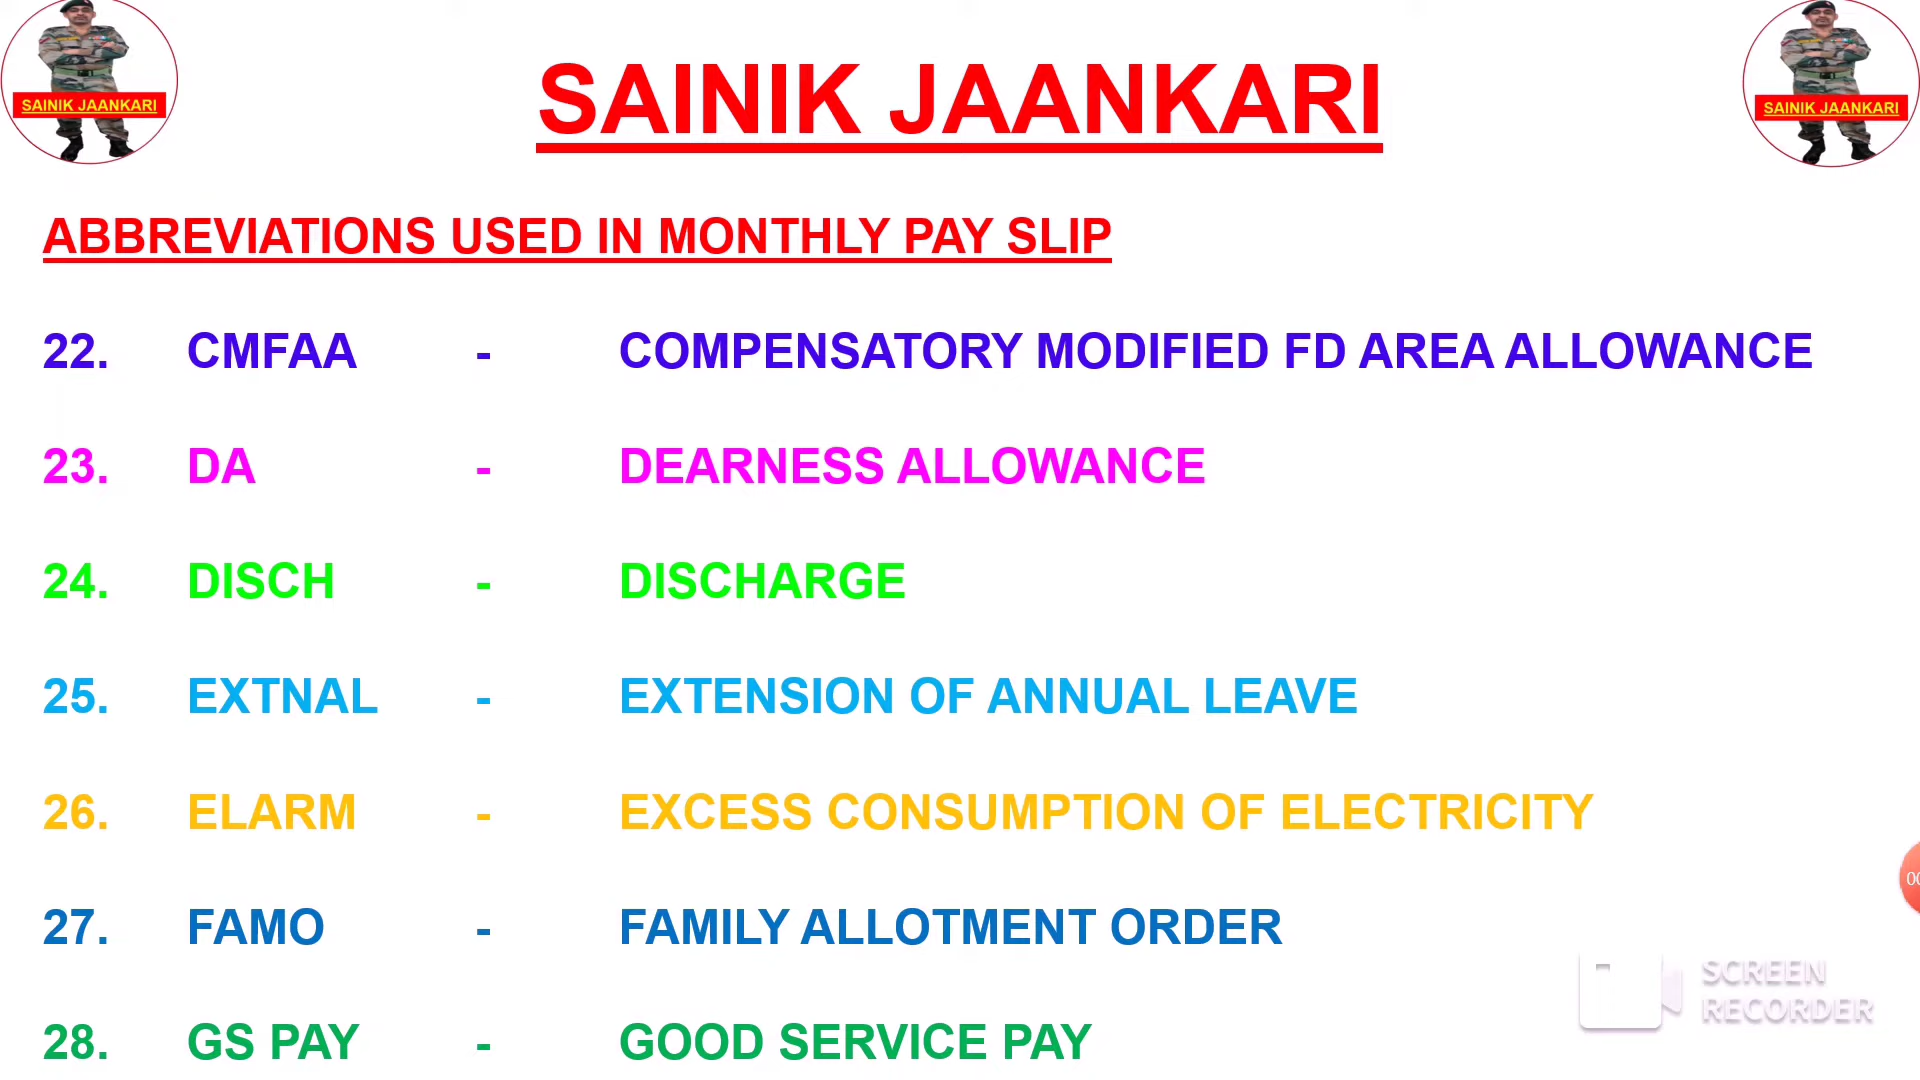 SAINIK JAANKARI
SAINIK JAANKARI
SAINIK JAANKARI
ABBREVIATIONS USED IN MONTHLY PAY SLIP
22. CMFAA - COMPENSATORY MODIFIED FD AREA ALLOWANCE
23. DA - DEARNESS ALLOWANCE
24. DISCH - DISCHARGE
25. EXTNAL - EXTENSION OF ANNUAL LEAVE
26. ELARM - EXCESS CONSUMPTION OF ELECTRICITY
27. FAMO - FAMILY ALLOTMENT ORDER
28. GS PAY - GOOD SERVICE PAY
00
SCREEN
RECORDER